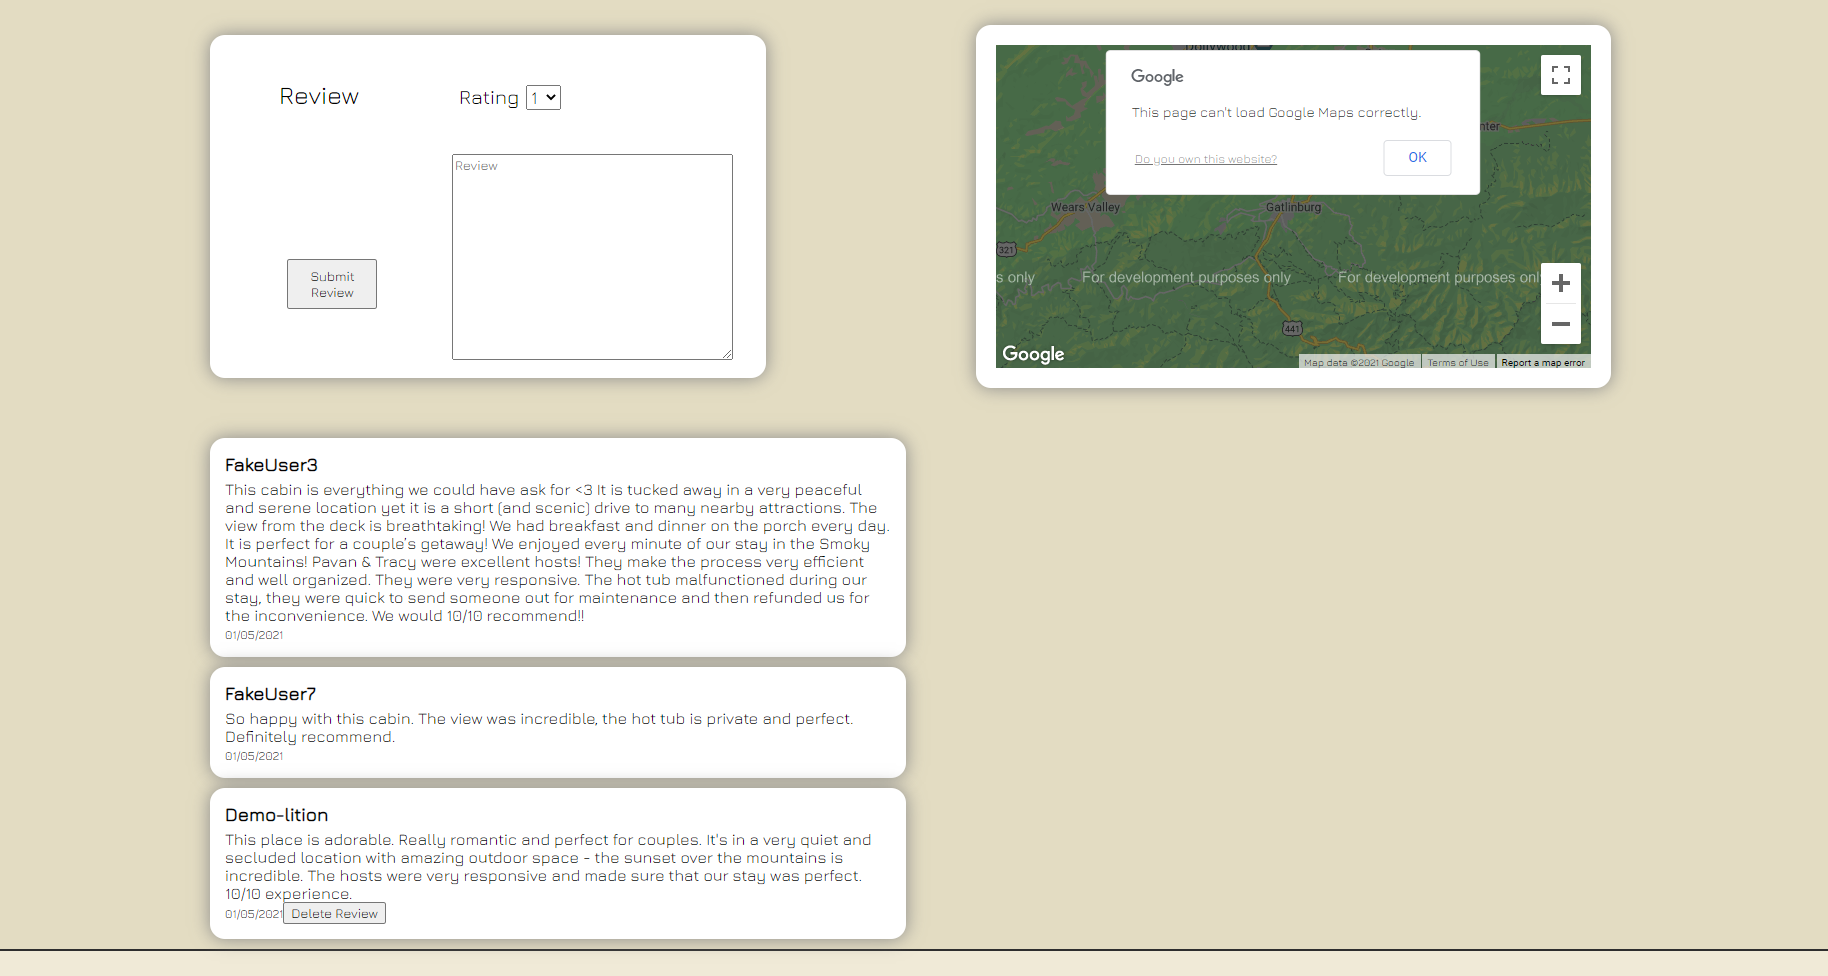 Review
Rating 1
Review
Submit
Review
Google
This page can't load Google Maps correctly.
Do you own this website?
OK
Wears Valley
Gatlinburg
321
s only
For development purposes only
For development purposes onl
441
Google
Map data ©2021 Google
Terms of Use
Report a map error
FakeUser3
This cabin is everything we could have ask for <3 It is tucked away in a very peaceful
and serene location yet it is a short (and scenic) drive to many nearby attractions. The
view from the deck is breathtaking! We had breakfast and dinner on the porch every day.
It is perfect for a couple's getaway! We enjoyed every minute of our stay in the Smoky
Mountains! Pavan & Tracy were excellent hosts! They make the process very efficient
and well organized. They were very responsive. The hot tub malfunctioned during our
stay, they were quick to send someone out for maintenance and then refunded us for
the inconvenience. We would 10/10 recommend!!
01/05/2021
FakeUser7
So happy with this cabin. The view was incredible, the hot tub is private and perfect.
Definitely recommend.
01/05/2021
Demo-lition
This place is adorable. Really romantic and perfect for couples. It's in a very quiet and
secluded location with amazing outdoor space - the sunset over the mountains is
incredible. The hosts were very responsive and made sure that our stay was perfect.
10/10 experience.
01/05/2021 Delete Review